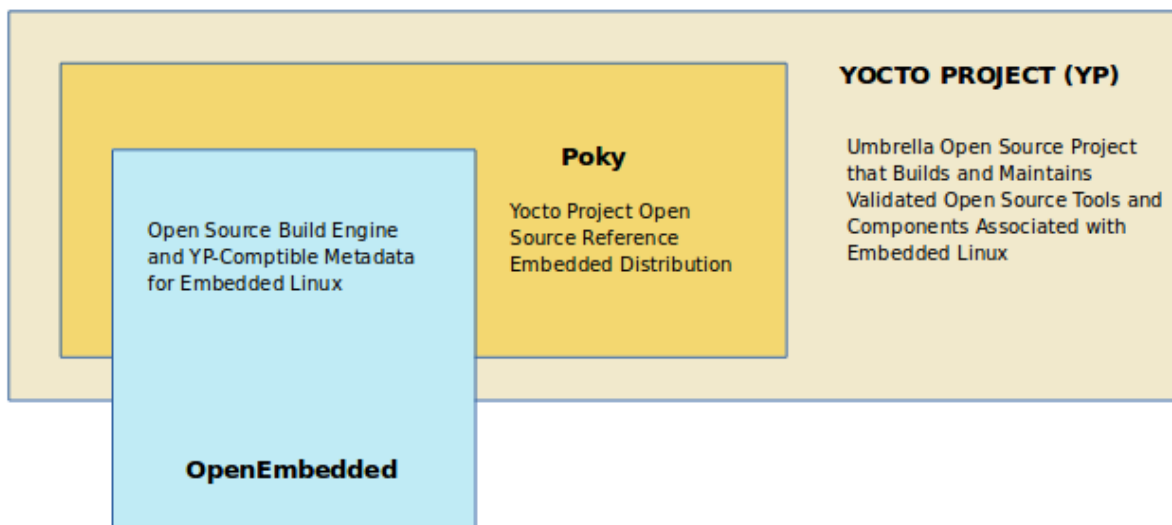 YOCTO PROJECT (YP)
Umbrella Open Source Project
that Builds and Maintains
Validated Open Source Tools and
Components Associated with
Embedded Linux
Poky
Yocto Project Open
Source Reference
Embedded Distribution
Open Source Build Engine
and YP-Comptible Metadata
for Embedded Linux
OpenEmbedded